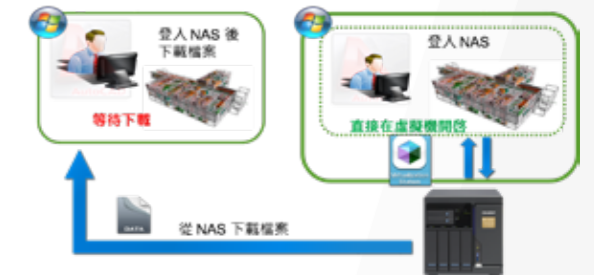 登入 NAS 後
下載檔案
等待下載
登入 NAS
直接在虛擬機開啟
DATA
從 NAS 下載檔案